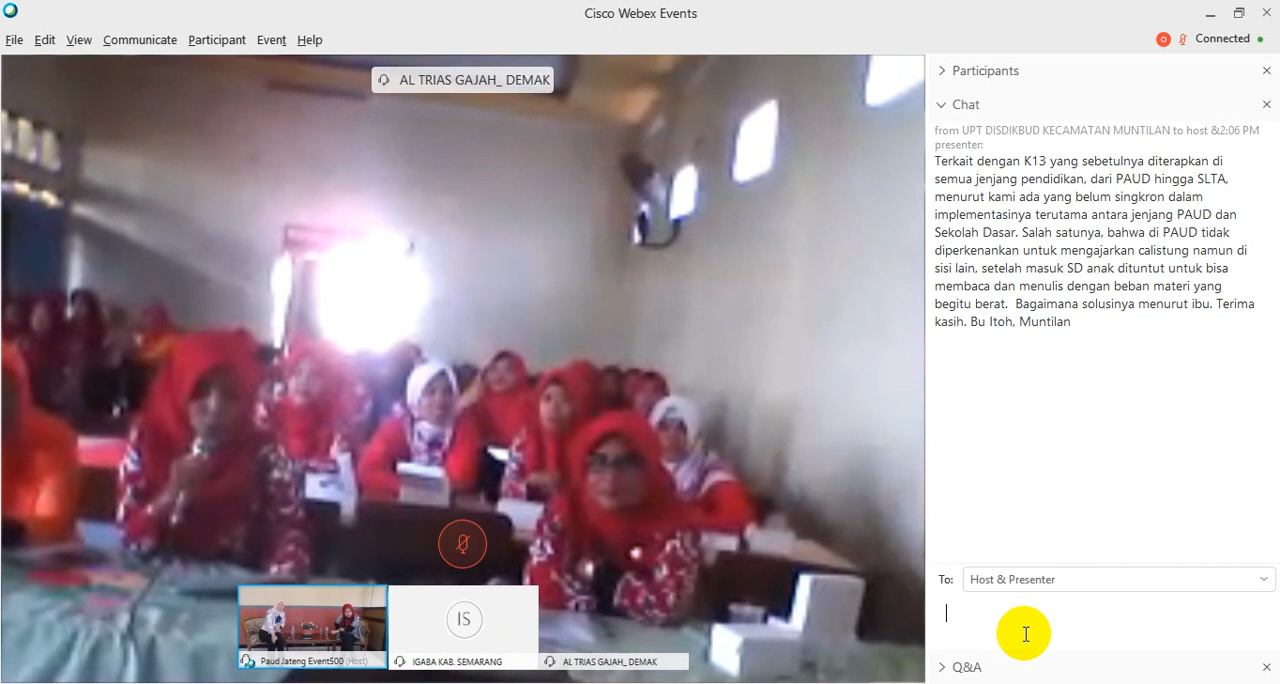 Cisco Webex Events
File Edit View Communicate Participant Event Help
Connected
AL TRIAS GAJAH_ DEMAK
Participants
Chat
from UPT DISDIKBUD KECAMATAN MUNTILAN to host &2:06 PM
presenter:
Terkait dengan K13 yang sebetulnya diterapkan di
semua jenjang pendidikan, dari PAUD hingga SLTA,
menurut kami ada yang belum singkron dalam
implementasinya terutama antara jenjang PAUD dan
Sekolah Dasar. Salah satunya, bahwa di PAUD tidak
diperkenankan untuk mengajarkan calistung namun di
sisi lain, setelah masuk SD anak dituntut untuk bisa
membaca dan menulis dengan beban materi yang
begitu berat.  Bagaimana solusinya menurut ibu. Terima
kasih. Bu Itoh, Muntilan
To: Host & Presenter
IS
Paud Jateng Event500 (Host)
IGABA KAB. SEMARANG
AL TRIAS GAJAH_ DEMAK
Q&A